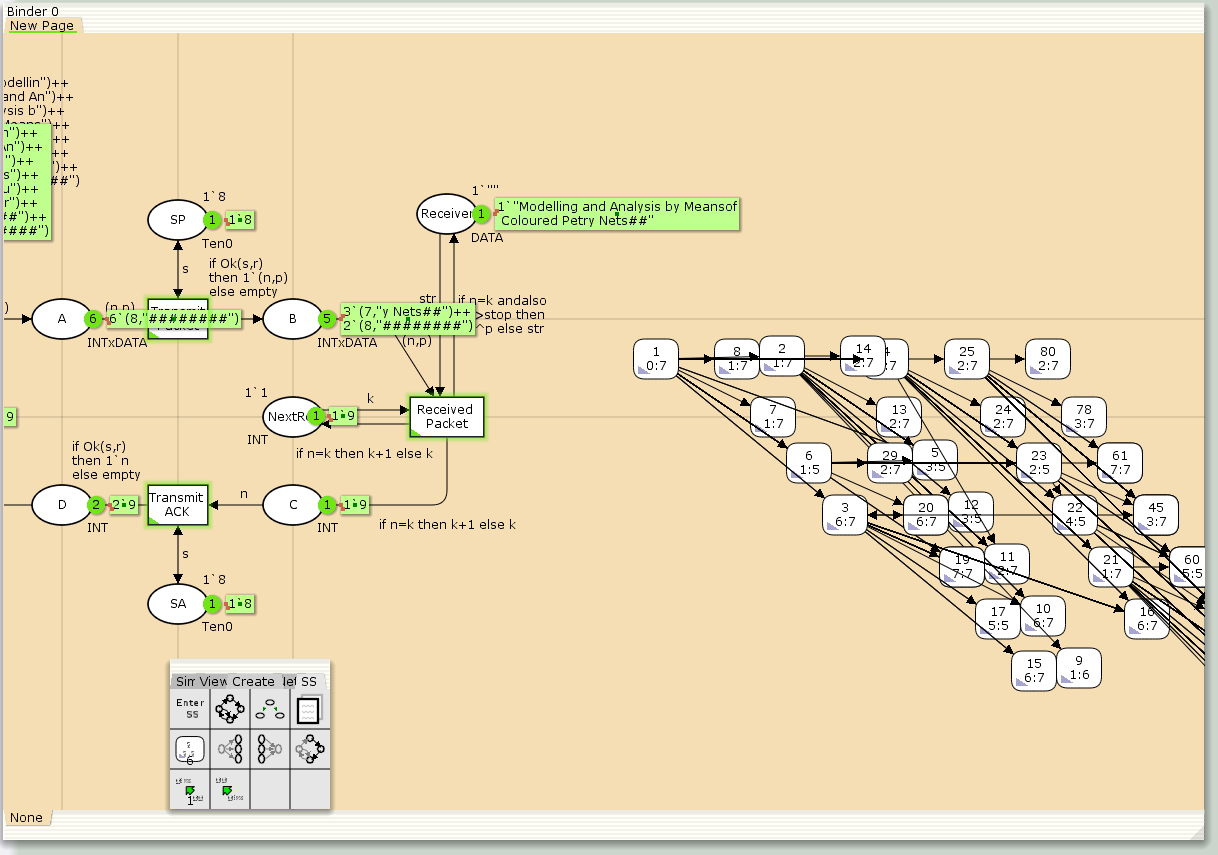 Binder 0
New Page
odellin")++
and An")++
ysis b")++
n")++
An")++
")++
s")++
u")++
r")++
##")++
####")
##")
1`8
SP
1
1`8
Ten0
s
if Ok(s,r)
then 1`(n,p)
else empty
1`""
Receiver
1
1`"Modelling and Analysis by Meansof
Coloured Petry Nets##"
DATA
A
6
(n,p)
6`(8,"########")
INTxDATA
B
5
3`(7,"y Nets##")++
2`(8,"########")
INTxDATA
(n,p)
str
if n=k andalso
>stop then
^p else str
1`1
1
1`9
INT
k
Received
Packet
if n=k then k+1 else k
9
if Ok(s,r)
then 1`n
else empty
D
2
2`9
INT
Transmit
ACK
n
C
1
1`9
INT
if n=k then k+1 else k
s
1`8
SA
1
1`8
Ten0
1
0:7
8
1:7
2
1:7
14
2:7
4
:7
25
2:7
80
2:7
7
1:7
13
2:7
24
2:7
78
3:7
6
1:5
29
2:7
5
3:5
23
2:5
61
7:7
3
6:7
20
6:7
12
3:5
22
4:5
45
3:7
19
7:7
11
2:7
21
1:7
60
5:5
17
5:5
10
6:7
16
6:7
15
6:7
9
1:6
View
Create
SS
Enter
SS
6
1
None